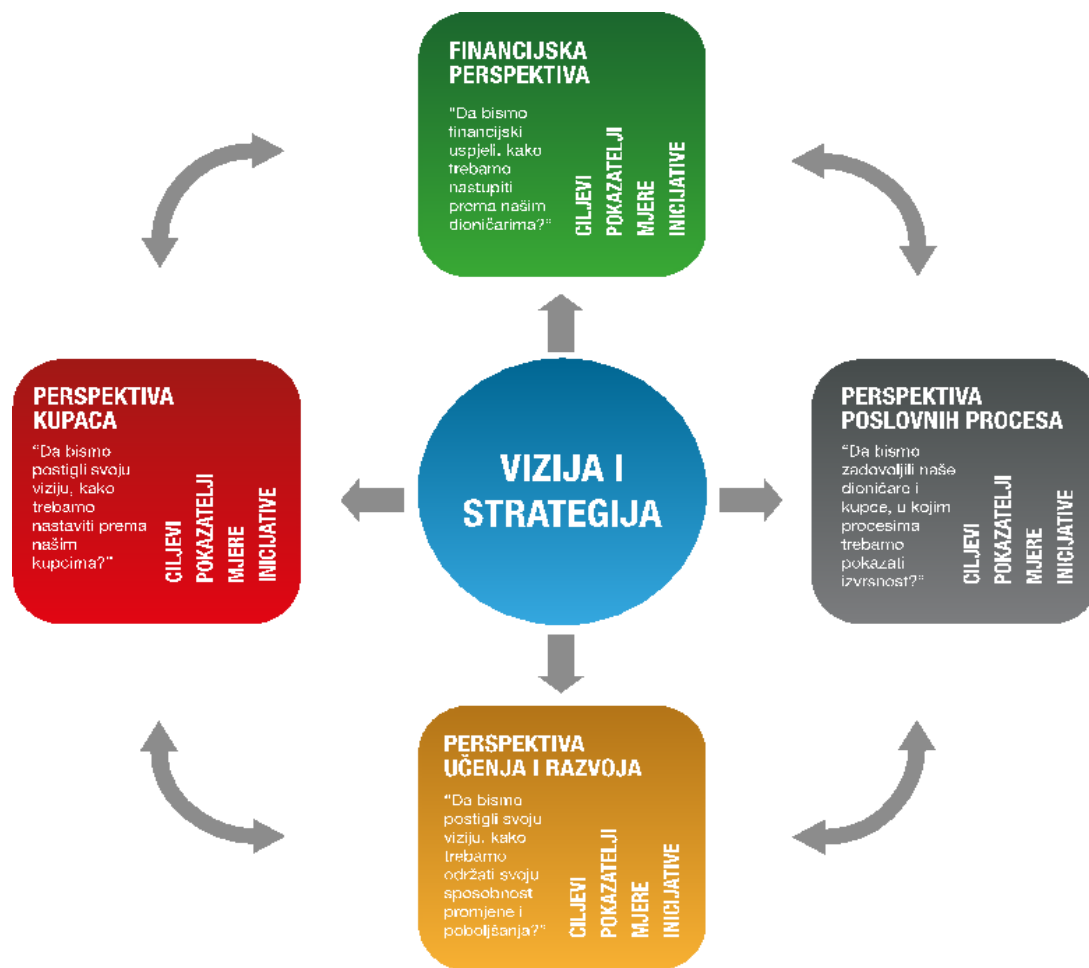 FINANCIJSKA
PERSPEKTIVA
"Da bismo
financijski
uspjeli, kako
trebamo
nastupiti
prema našim
dioničarima?"
CILJEVI
POKAZATELJI
MJERE
INICIJATIVE
PERSPEKTIVA
KUPACA
"Da bismo
postigli svoju
viziju, kako
trebamo
nastaviti prema
našim
kupcima?"
CILJEVI
POKAZATELJI
MJERE
INICIJATIVE
VIZIJA I
STRATEGIJA
PERSPEKTIVA
POSLOVNIH PROCESA
"Da bismo
zadovoljili naše
dioničare i
kupce, u kojim
procesima
trebamo
pokazati
izvrsnost?"
CILJEVI
POKAZATELJI
MJERE
INICIJATIVE
PERSPEKTIVA
UČENJA I RAZVOJA
"Da bismo
postigli svoju
viziju, kako
trebamo
održati svoju
sposobnost
promjene i
poboljšanja?"
CILJEVI
POKAZATELJI
MJERE
INICIJATIVE